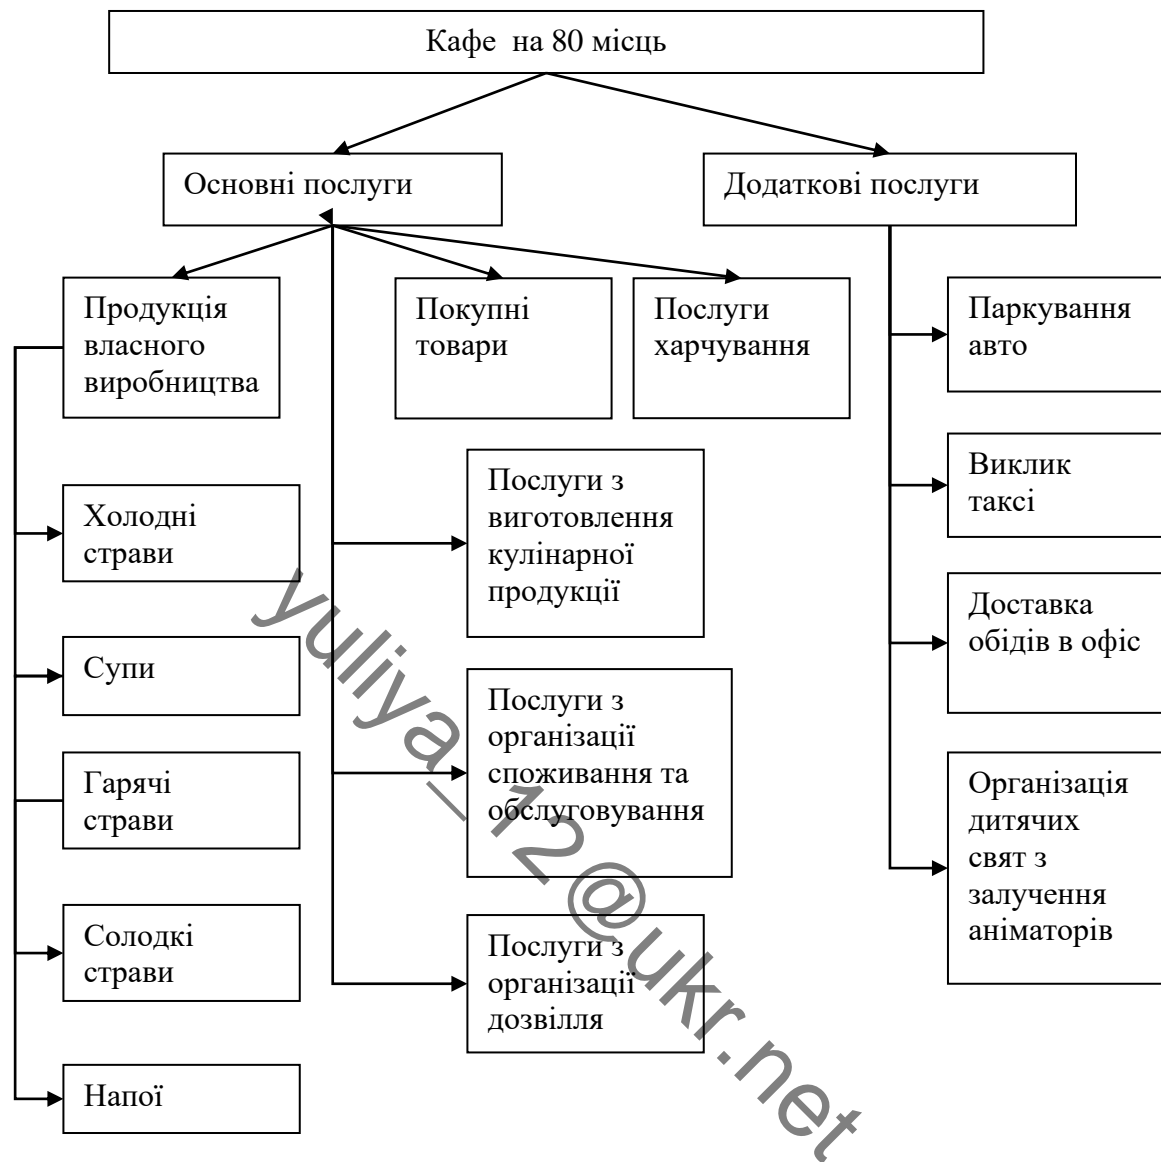 Кафе  на 80 місць
Основні послуги
Додаткові послуги
Продукція
власного
виробництва
Покупні
товари
Послуги
харчування
Паркування
авто
Холодні
страви
Супи
Гарячі
страви
Солодкі
страви
Напої
Послуги з
виготовлення
кулінарної
продукції
Послуги з
організації
споживання та
обслуговування
Послуги з
організації
дозвілля
Виклик
таксі
Доставка
обідів в офіс
Організація
дитячих
свят з
залучення
аніматорів
yuliya_12@ukr.net